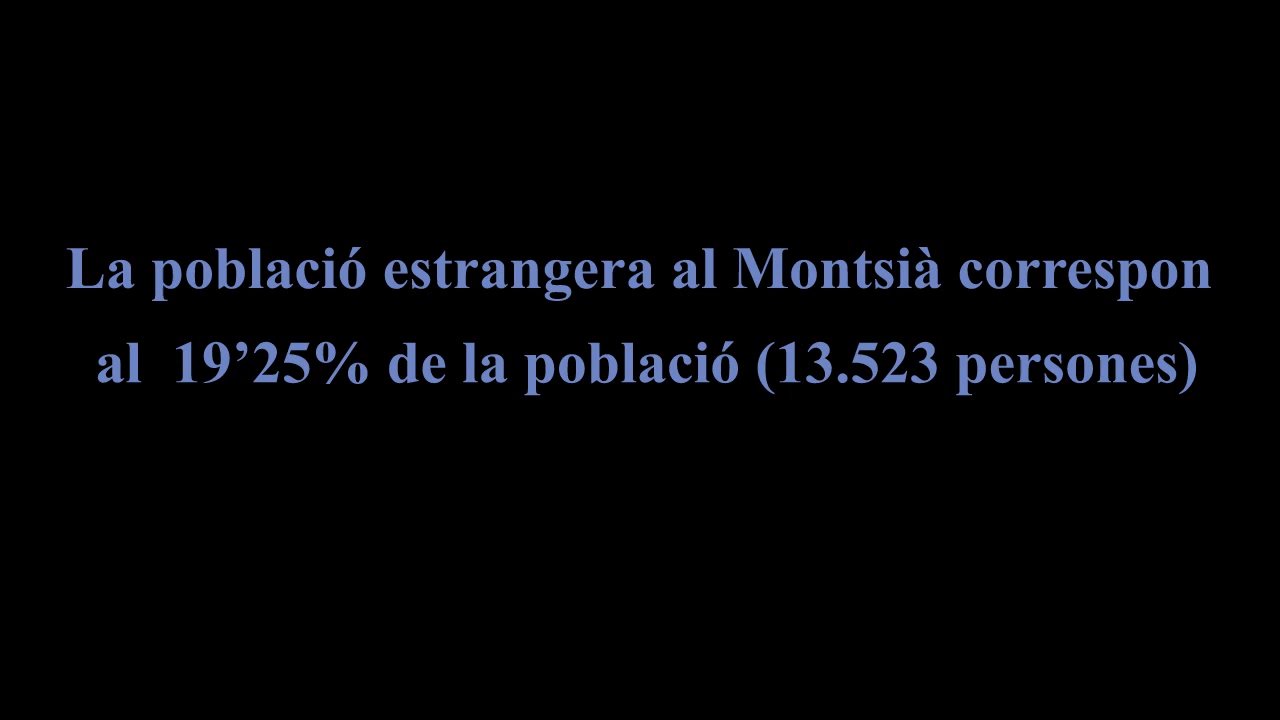 La població estrangera al Montsià correspon
al 19’25% de la població (13.523 persones)